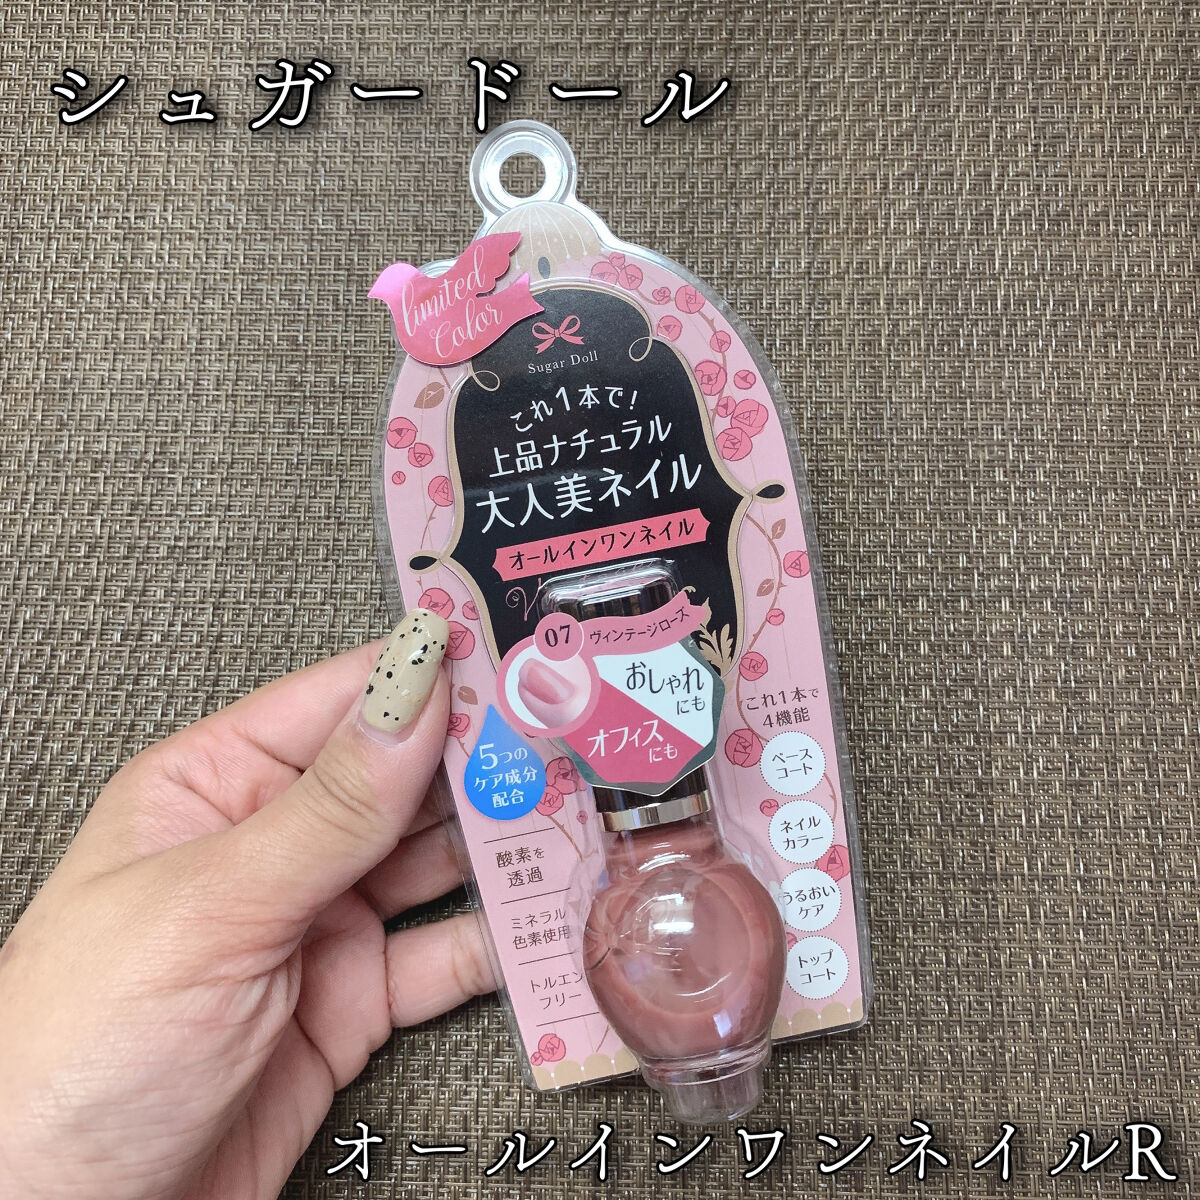 シュガードール
limited
Color
Sugar Doll
これ1本で!
上品ナチュラル
大人美ネイル
オールインワンネイル
07 ヴィンテージローズ
おしゃれ
にも
オフィス
にも
5つの
ケア成分
配合
これ1本で
4機能
ベース
コート
ネイル
カラー
うるおい
ケア
トップ
コート
酸素を
透過
ミネラル
色素使用
トルエン
フリー
オールインワンネイルR